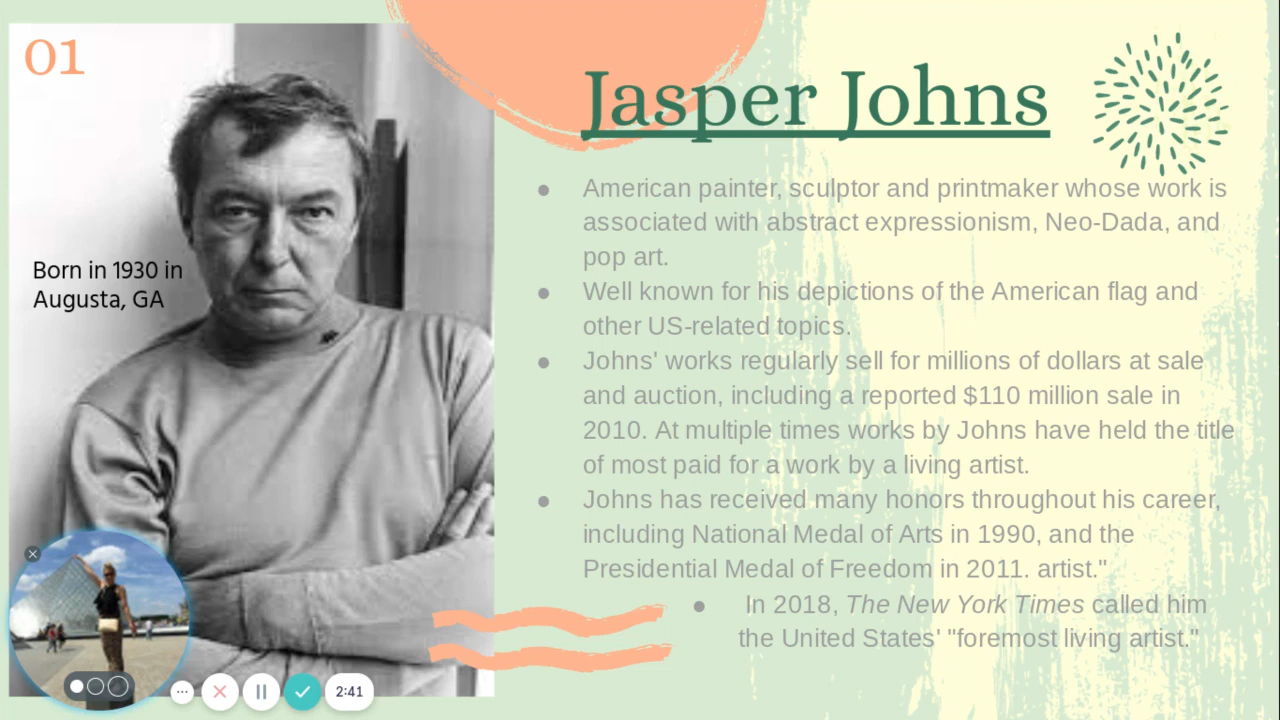 01
Jasper Johns
Born in 1930 in
Augusta, GA
● American painter, sculptor and printmaker whose work is
associated with abstract expressionism, Neo-Dada, and
pop art.
● Well known for his depictions of the American flag and
other US-related topics.
● Johns' works regularly sell for millions of dollars at sale
and auction, including a reported $110 million sale in
2010. At multiple times works by Johns have held the title
of most paid for a work by a living artist.
● Johns has received many honors throughout his career,
including National Medal of Arts in 1990, and the
Presidential Medal of Freedom in 2011. artist."
● In 2018, The New York Times called him
the United States' "foremost living artist."
2:41